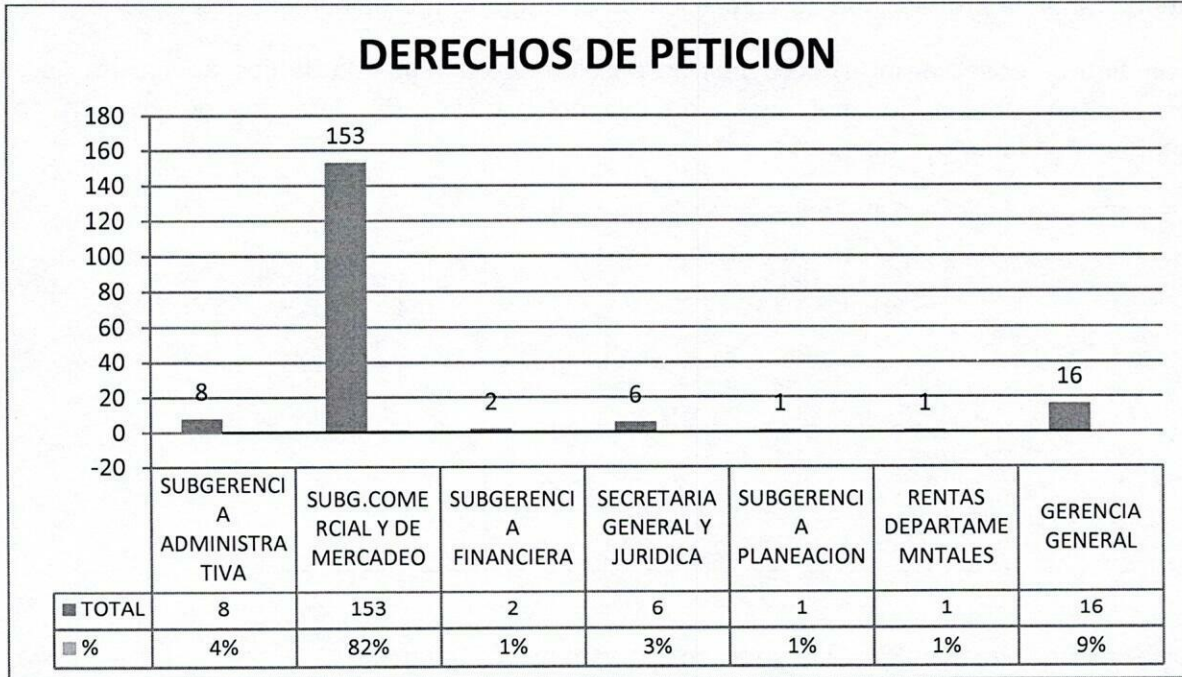 DERECHOS DE PETICION
180
160
140
120
100
80
60
40
20
0
-20
8
153
2
6
1
1
16
SUBGERENCI
A
ADMINISTRA
TIVA
SUBG.COME
RCIAL Y DE
MERCADEO
SUBGERENCI
A
FINANCIERA
SECRETARIA
GENERAL Y
JURIDICA
SUBGERENCI
A
PLANEACION
RENTAS
DEPARTAME
MNTALES
GERENCIA
GENERAL
TOTAL 8 153 2 6 1 1 16
% 4% 82% 1% 3% 1% 1% 9%